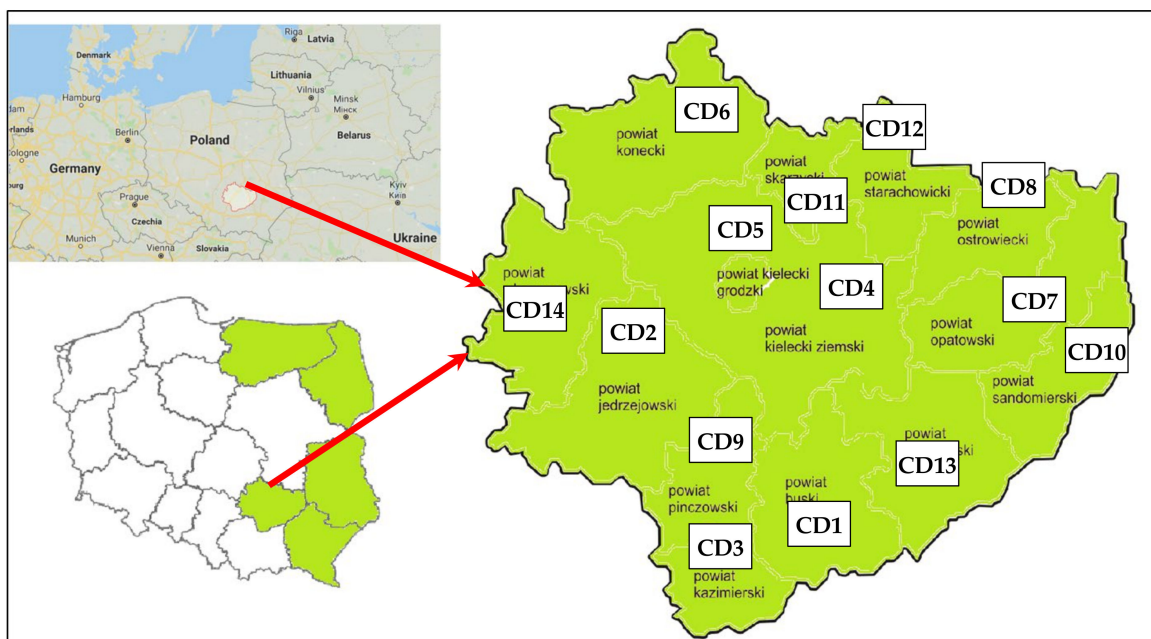 Riga
Latvia
Denmark
Lithuania
Vilnius
Hamburg
Minsk
Мінск
Berlin
Poland
Belarus
Cologne
Germany
Kyiv
Київ
Prague
Czechia
Ukraine
Munich
Slovakia
Vienna
CD6
powiat
konecki
CD12
powiat
CD11
powiat
starachowicki
CD8
CD5
powiat
ostrowiecki
powiat
CD14
powiat kielecki
grodzki
CD4
CD7
CD2
powiat
kielecki ziemski
powiat
opatowski
CD10
powiat
jedrzejowski
powiat
sandomierski
CD9
powiat
CD13
powiat
pinczowski
powiat
buski
CD1
CD3
powiat
kazimierski